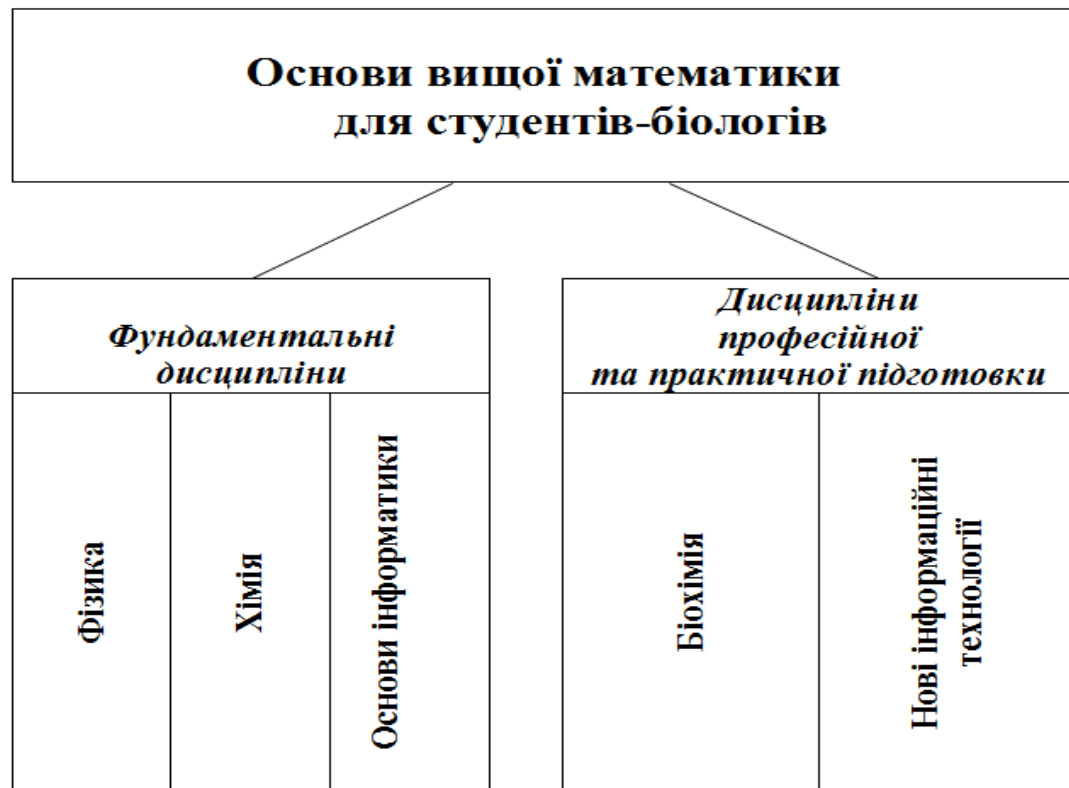 Основи вищої математики
для студентів-біологів
Фундаментальні
дисципліни
Дисципліни
професійної
та практичної підготовки
Фізика
Хімія
Основи інформатики
Біохімія
Нові інформаційні
технології